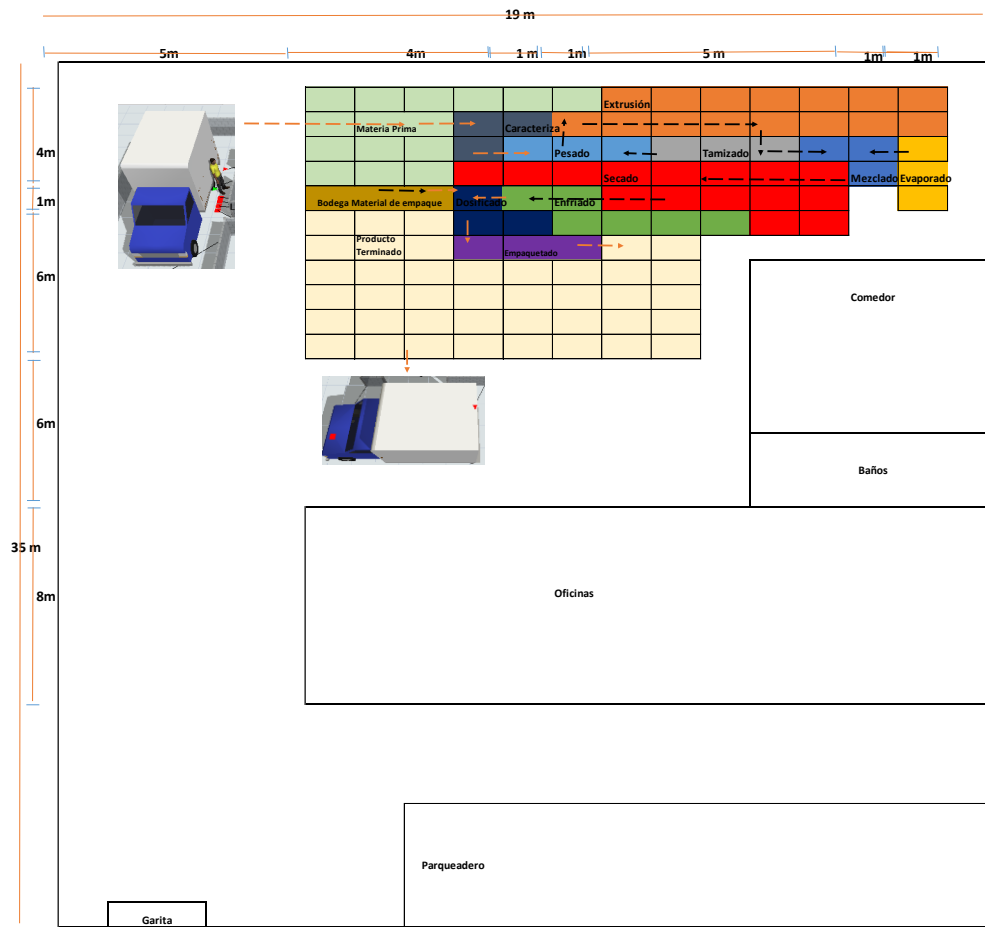 19 m
5m
4m
1 m
1m
5 m
1m
1m
Extrusión
Materia Prima
Caracteriza
4m
Pesado
Tamizado
Secado
Mezclado
Evaporado
1m
Bodega Material de empaque
Dosificado
Enfriado
Producto
Terminado
Empaquetado
6m
Comedor
6m
Baños
35 m
8m
Oficinas
Parqueadero
Garita